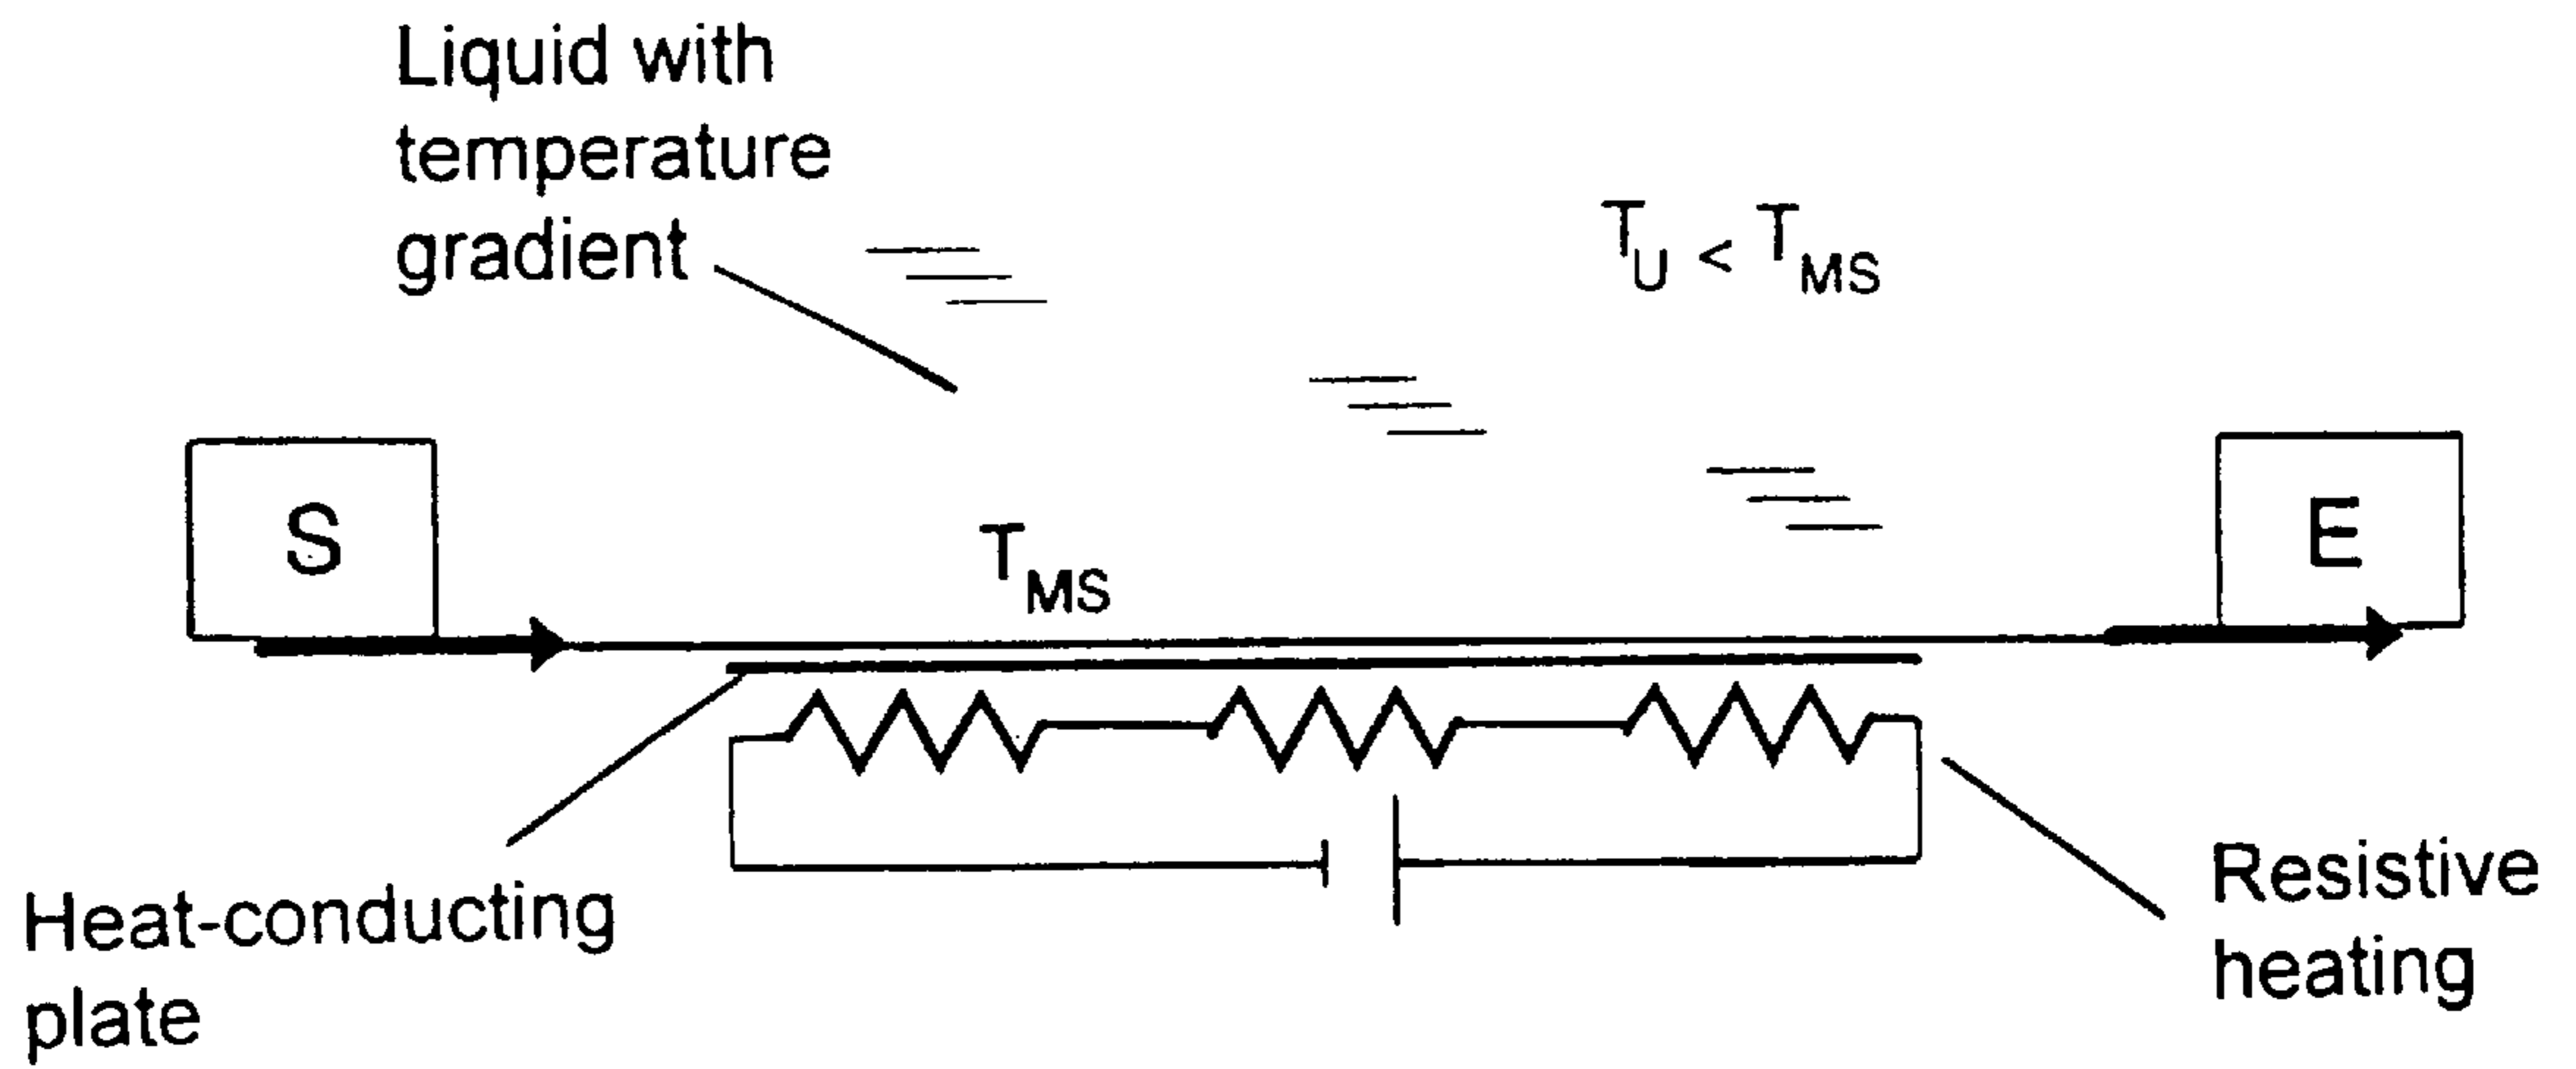 Liquid with
temperature
gradient
T_U < T_MS
S
T_MS
E
Heat-conducting
plate
Resistive
heating